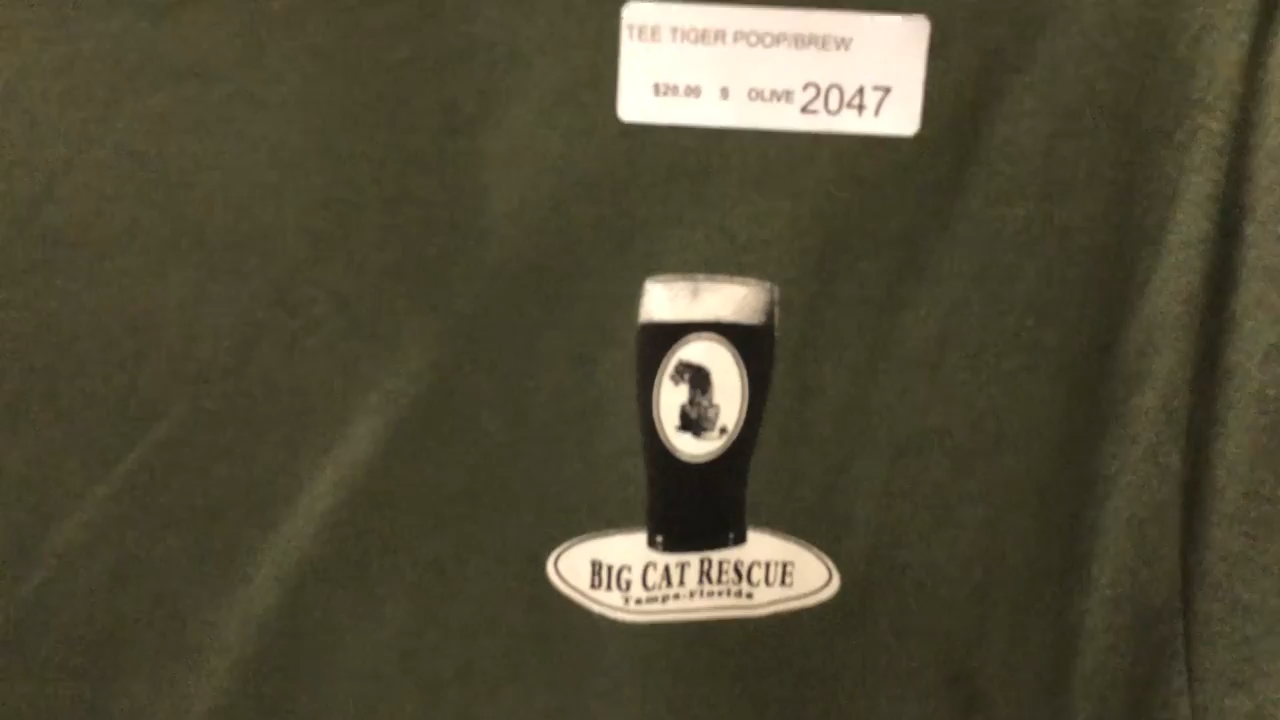 TEE TIGER POOP/BREW
$20.00 S OLIVE 2047
BIG CAT RESCUE
Tampa-Florida